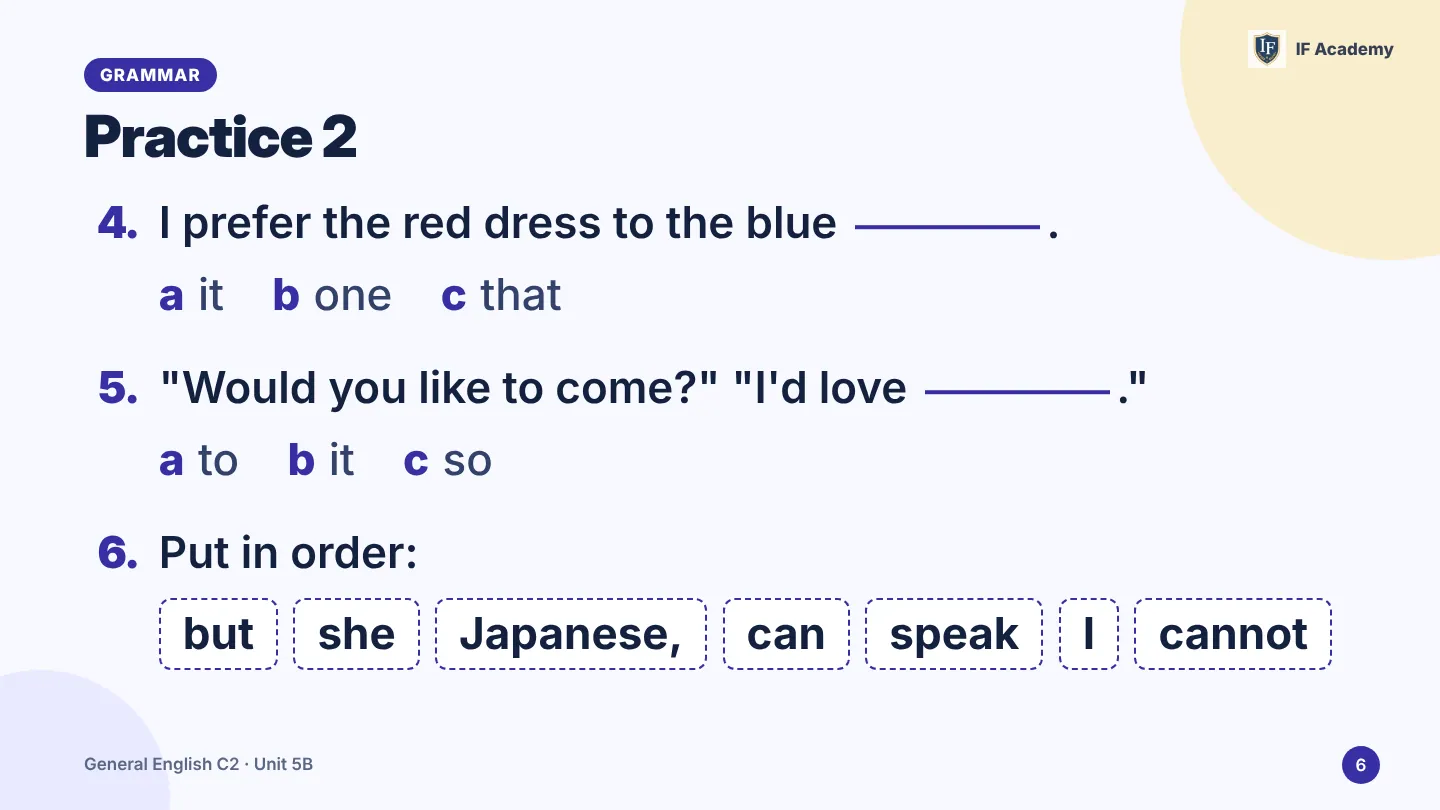 IF Academy
GRAMMAR
Practice 2
4. I prefer the red dress to the blue ________ .
a it b one c that
5. "Would you like to come?" "I'd love ________ ."
a to b it c so
6. Put in order:
but she Japanese, can speak I cannot
General English C2 · Unit 5B
6